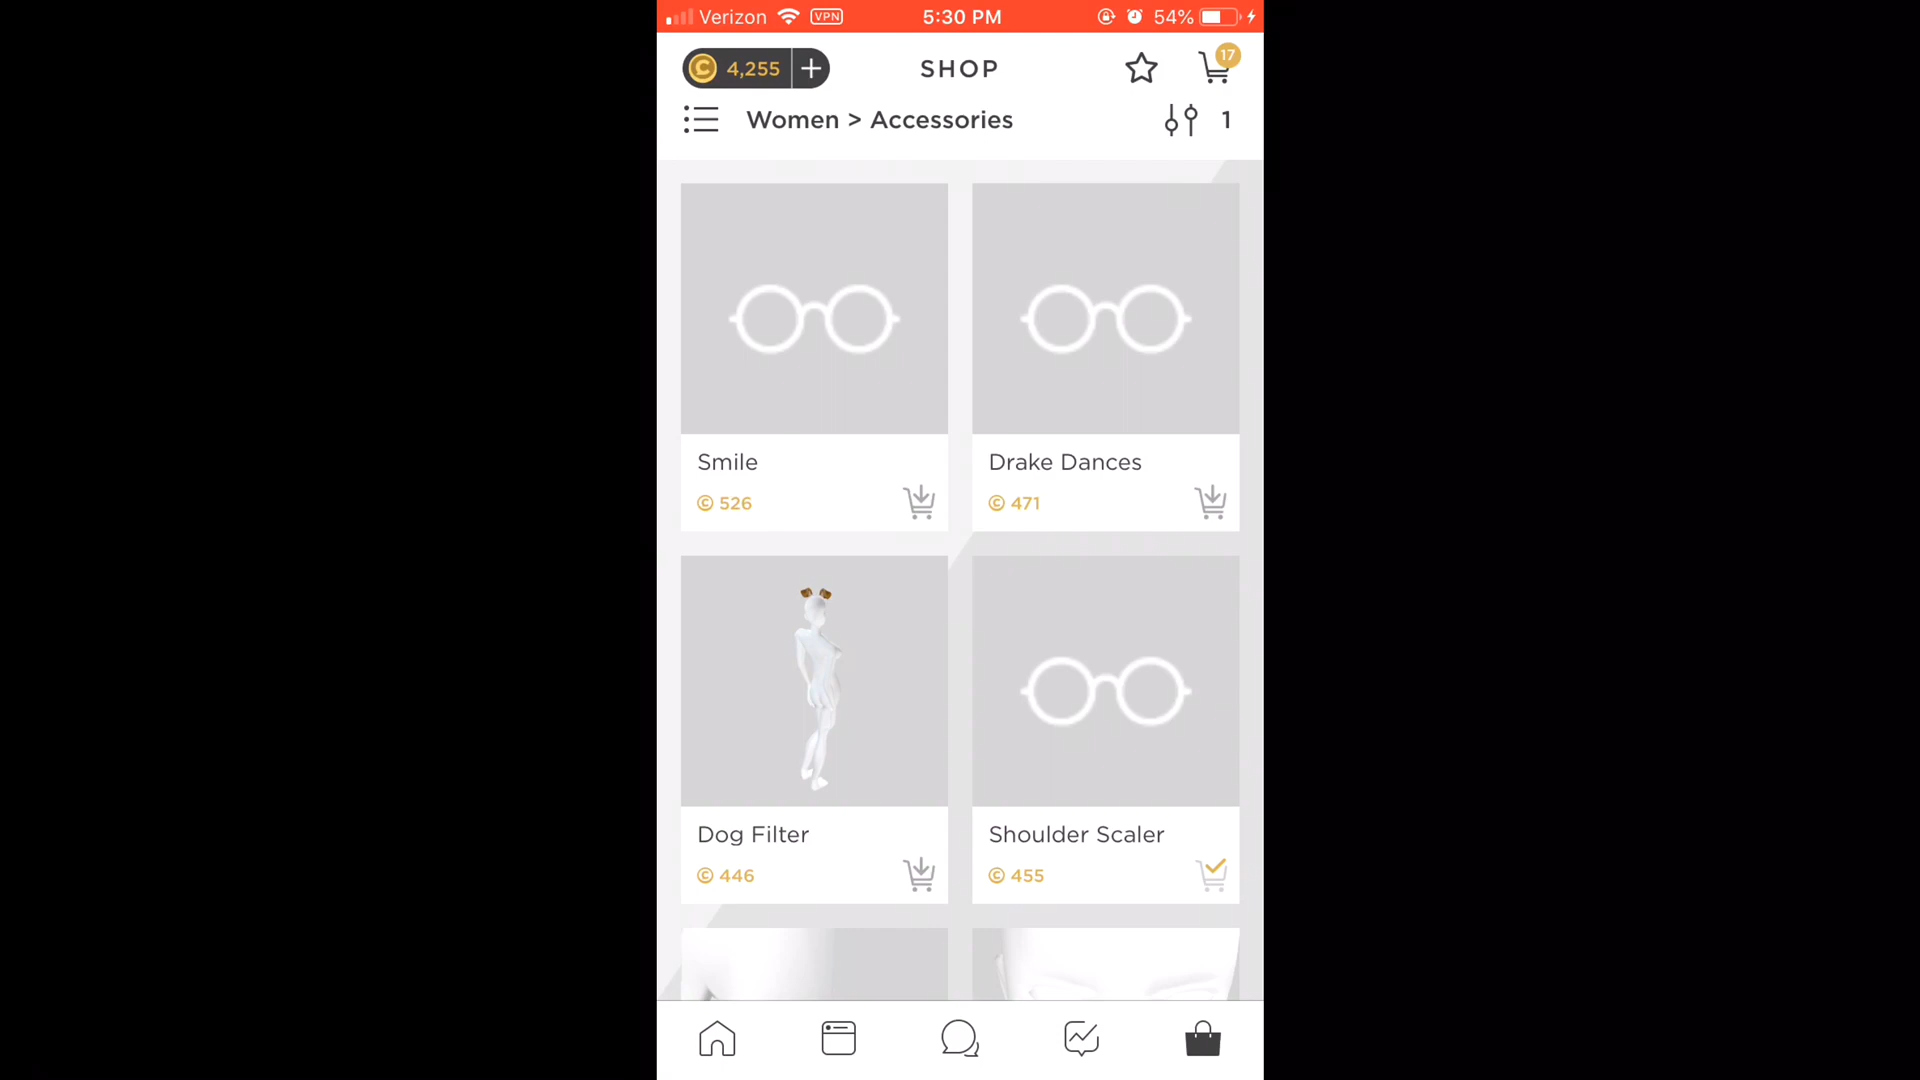 Verizon VPN 5:30 PM 54%
4,255 SHOP 17
Women > Accessories 1
Smile
526
Drake Dances
471
Dog Filter
446
Shoulder Scaler
455